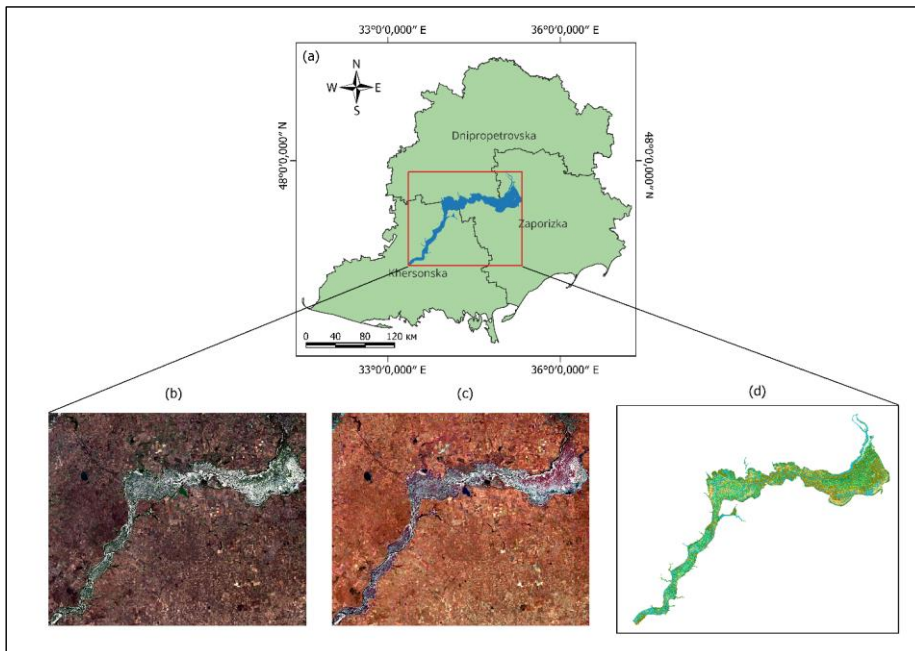 33°0′0,000″ E 36°0′0,000″ E
(a)
N
W E
S
48°0′0,000″ N
48°0′0,000″ N
Dnipropetrovska
Zaporizka
Khersonska
0 40 80 120 км
33°0′0,000″ E 36°0′0,000″ E
(b) (c) (d)